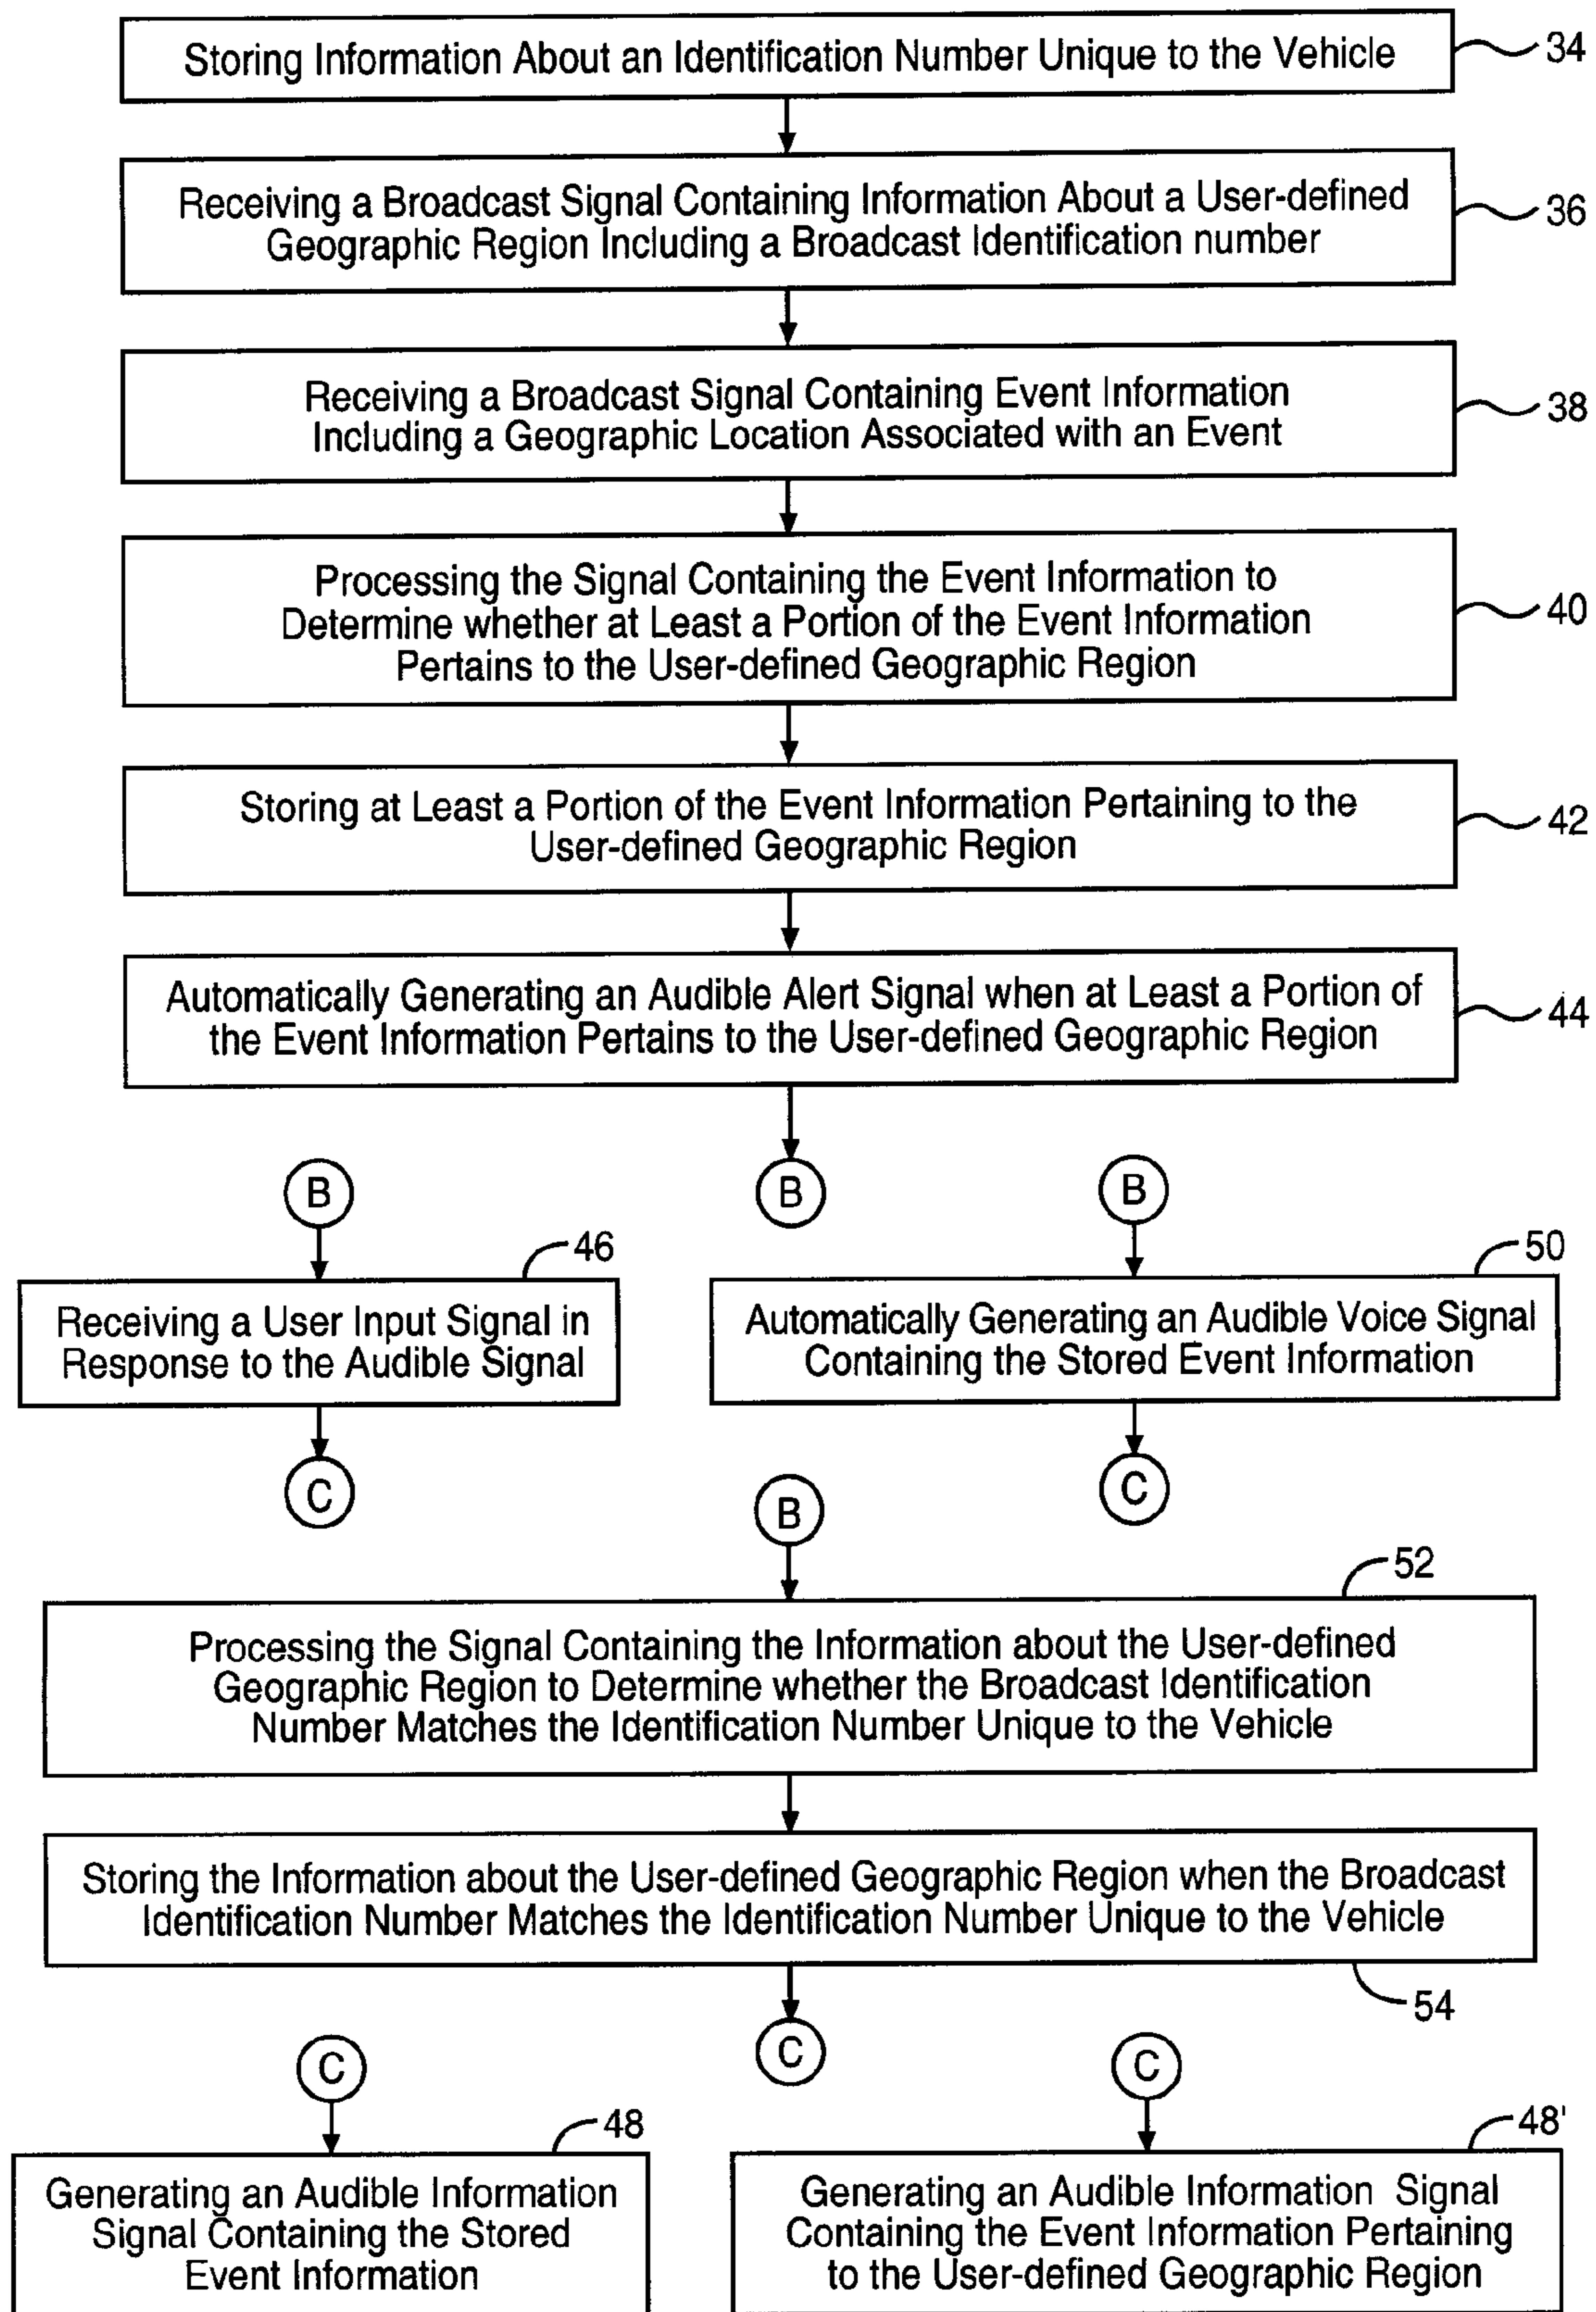 Storing Information About an Identification Number Unique to the Vehicle
34
Receiving a Broadcast Signal Containing Information About a User-defined
Geographic Region Including a Broadcast Identification number
36
Receiving a Broadcast Signal Containing Event Information
Including a Geographic Location Associated with an Event
38
Processing the Signal Containing the Event Information to
Determine whether at Least a Portion of the Event Information
Pertains to the User-defined Geographic Region
40
Storing at Least a Portion of the Event Information Pertaining to the
User-defined Geographic Region
42
Automatically Generating an Audible Alert Signal when at Least a Portion of
the Event Information Pertains to the User-defined Geographic Region
44
B
B
B
46
Receiving a User Input Signal in
Response to the Audible Signal
50
Automatically Generating an Audible Voice Signal
Containing the Stored Event Information
C
B
C
52
Processing the Signal Containing the Information about the User-defined
Geographic Region to Determine whether the Broadcast Identification
Number Matches the Identification Number Unique to the Vehicle
Storing the Information about the User-defined Geographic Region when the Broadcast
Identification Number Matches the Identification Number Unique to the Vehicle
54
C
C
C
48
Generating an Audible Information
Signal Containing the Stored
Event Information
48'
Generating an Audible Information Signal
Containing the Event Information Pertaining
to the User-defined Geographic Region